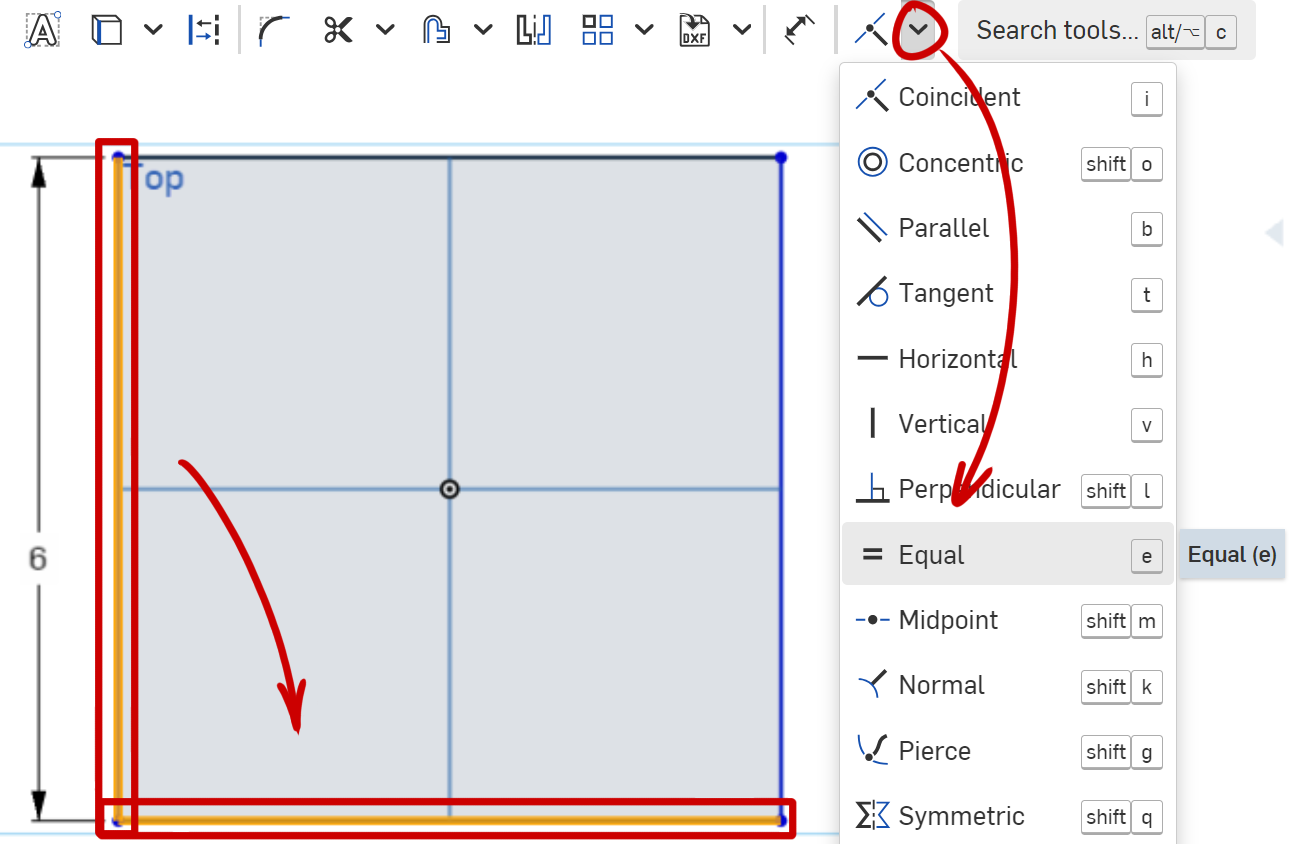 A
DXF
Search tools... alt/⌥ c
Coincident i
Top
Concentric shift o
Parallel b
Tangent t
Horizontal h
Vertical v
Perpendicular shift l
6
Equal e
Equal (e)
Midpoint shift m
Normal shift k
Pierce shift g
Symmetric shift q